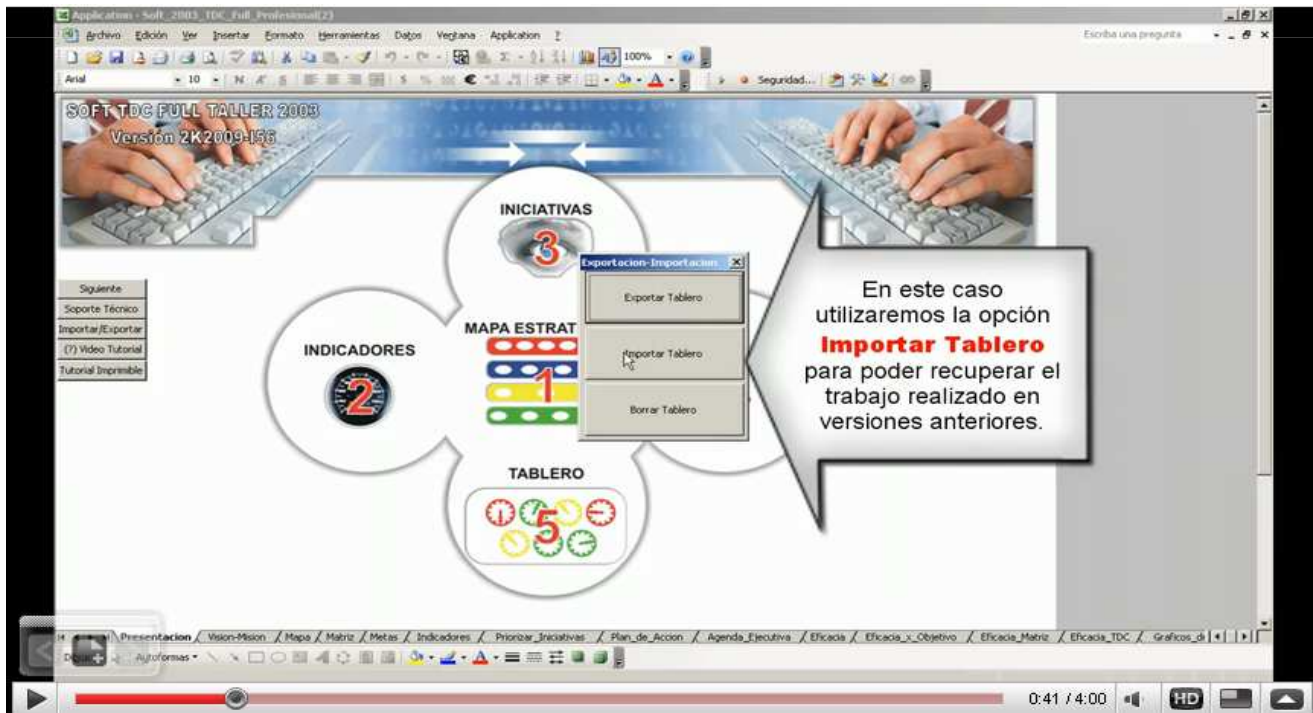 Application - Soft_2003_TDC_Full_Profesional(2)
Archivo Edición Ver Insertar Formato Herramientas Datos Ventana Application ?
Escriba una pregunta
100%
Arial 10 N K S $ % €
Seguridad...
SOFT TDC FULL TALLER 2003
Versión 2K2009-I56
INICIATIVAS
3
Exportacion-Importacion
Exportar Tablero
Importar Tablero
Borrar Tablero
En este caso
utilizaremos la opción
Importar Tablero
para poder recuperar el
trabajo realizado en
versiones anteriores.
Siguiente
Soporte Técnico
Importar/Exportar
(?) Video Tutorial
Tutorial Imprimible
INDICADORES
2
MAPA ESTRAT
1
TABLERO
5
Presentacion / Vision-Mision / Mapa / Matriz / Metas / Indicadores / Priorizar_Iniciativas / Plan_de_Accion / Agenda_Ejecutiva / Eficacia / Eficacia_x_Objetivo / Eficacia_Matriz / Eficacia_TDC / Graficos_d
Autoformas
0:41 / 4:00
HD